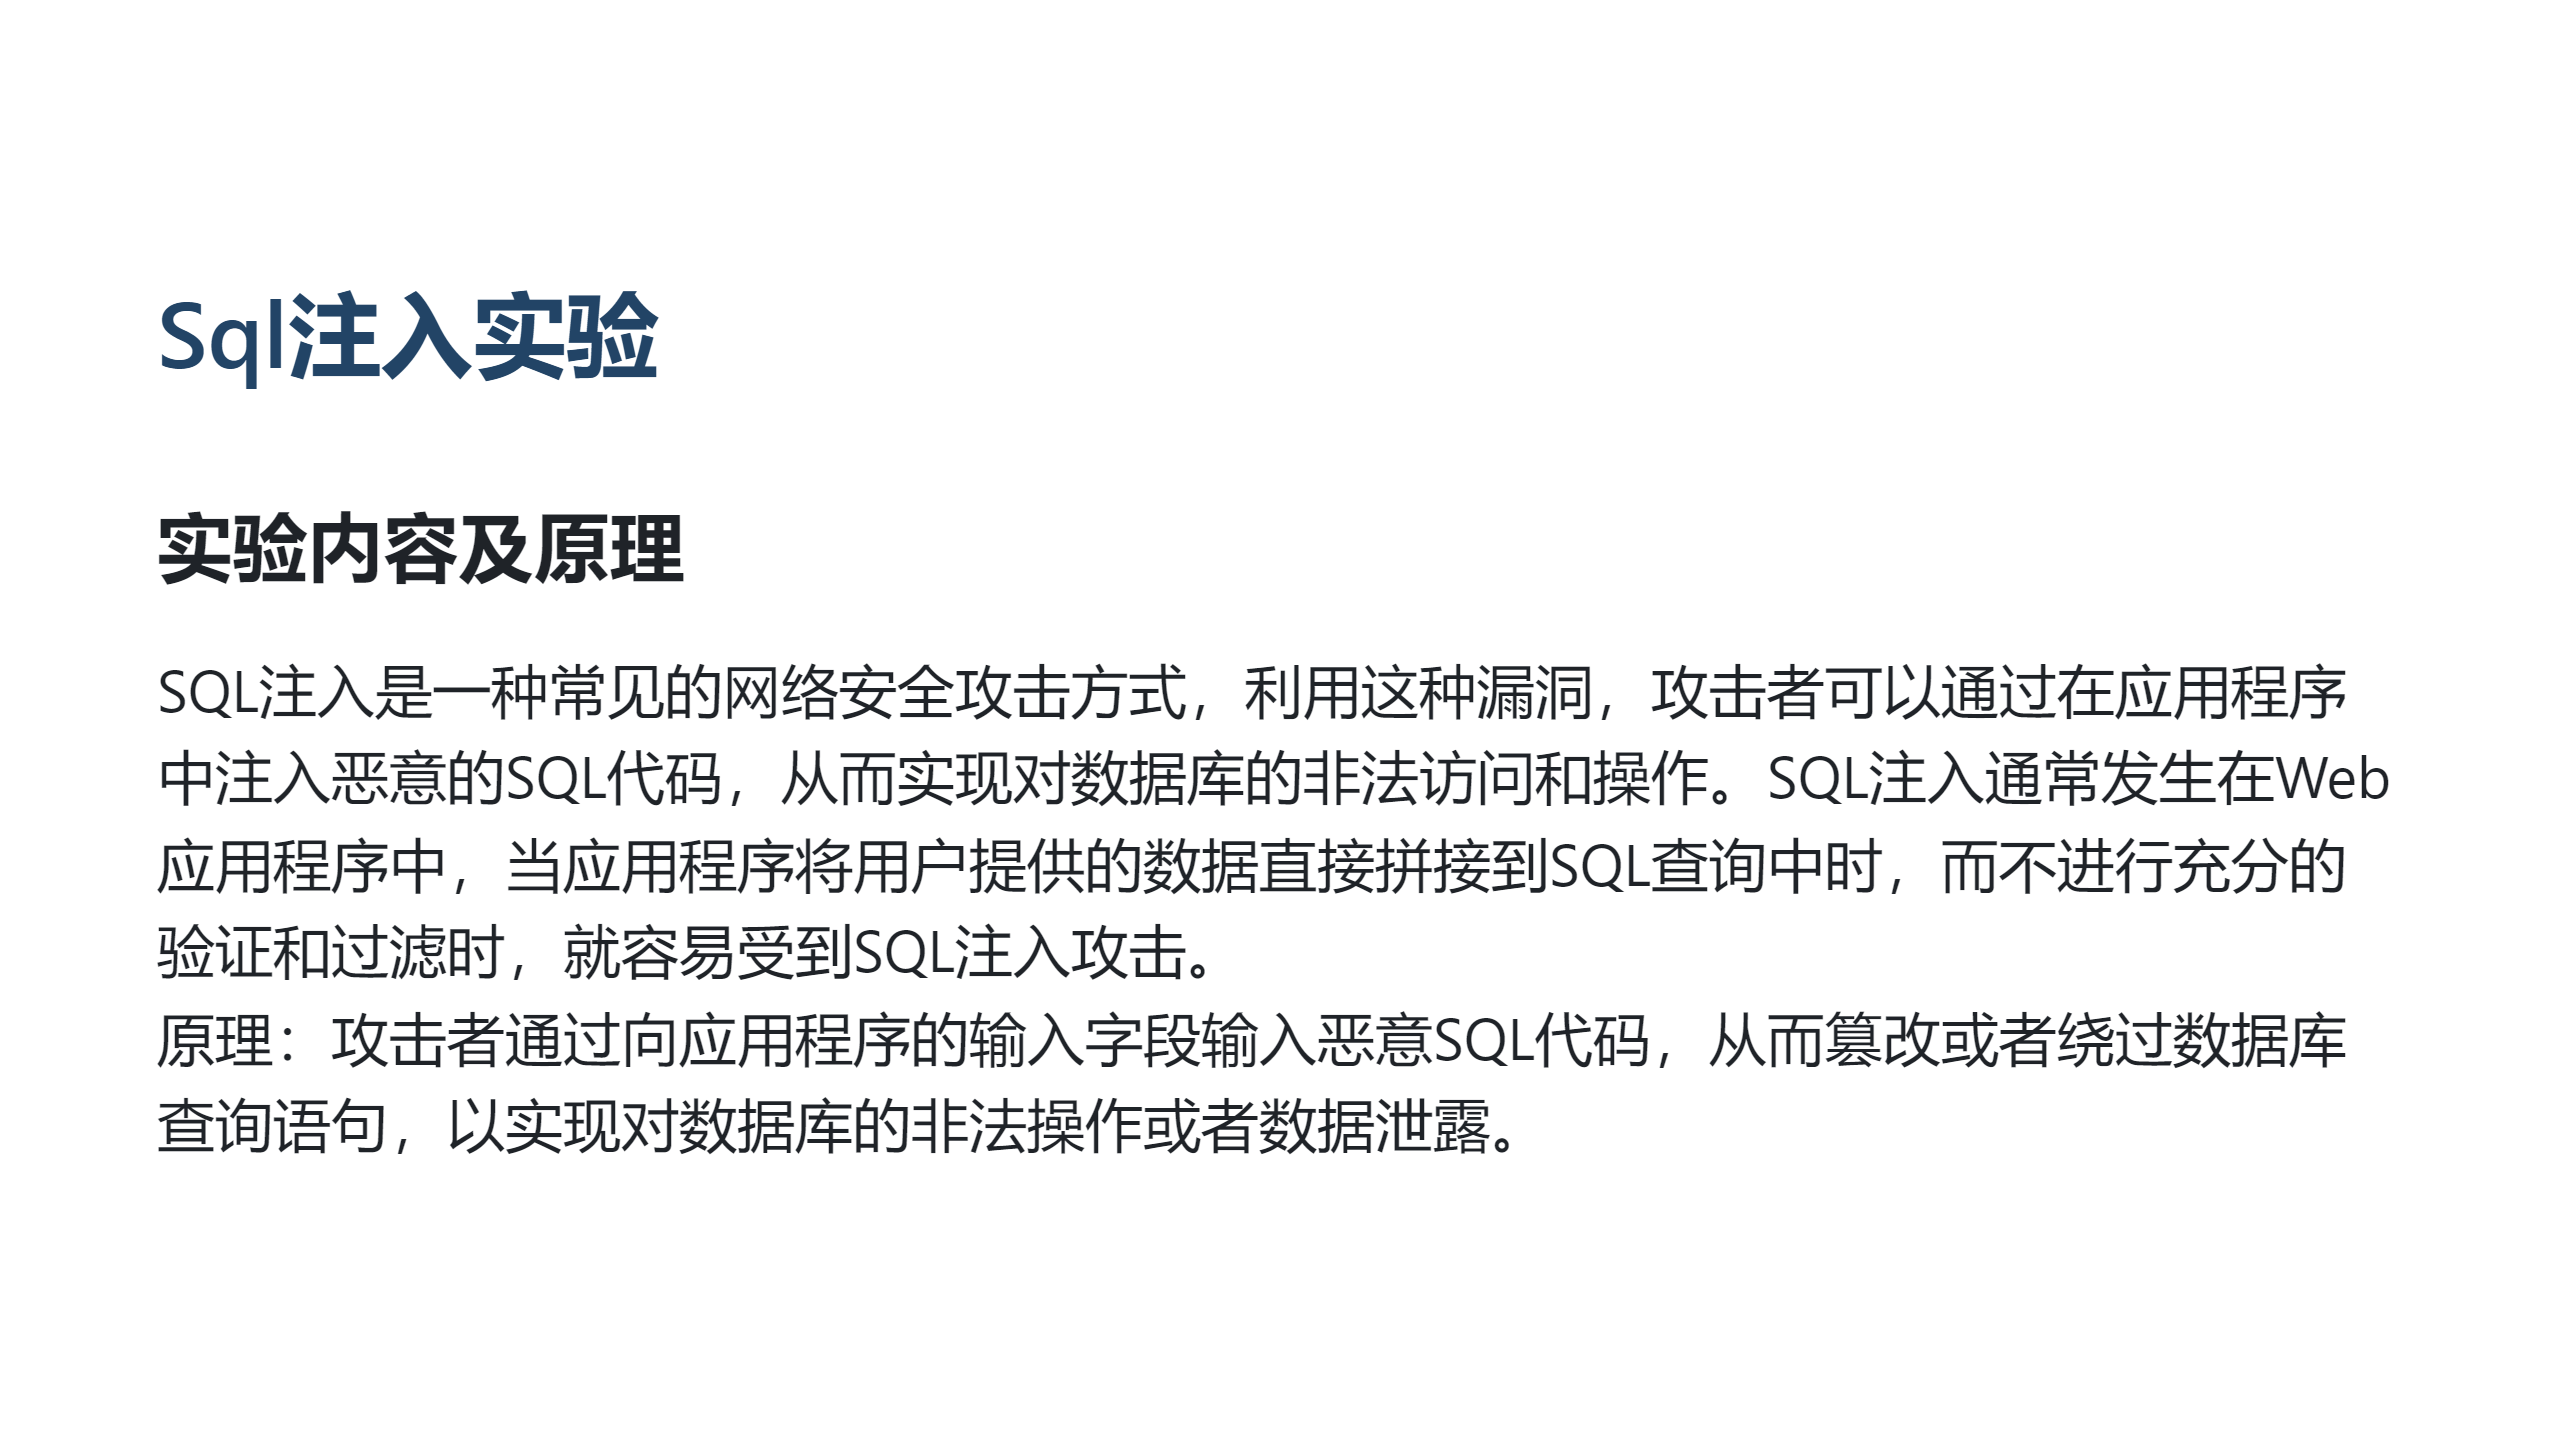 Sql注入实验
实验内容及原理
SQL注入是一种常见的网络安全攻击方式，利用这种漏洞，攻击者可以通过在应用程序
中注入恶意的SQL代码，从而实现对数据库的非法访问和操作。SQL注入通常发生在Web
应用程序中，当应用程序将用户提供的数据直接拼接到SQL查询中时，而不进行充分的
验证和过滤时，就容易受到SQL注入攻击。
原理：攻击者通过向应用程序的输入字段输入恶意SQL代码，从而篡改或者绕过数据库
查询语句，以实现对数据库的非法操作或者数据泄露。